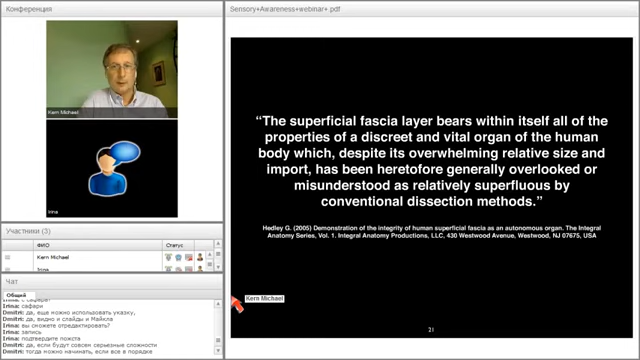 Конференция
Sensory+Awareness+webinar+.pdf
Kern Michael
Irina
Участники (3)
ФИО
Статус
Kern Michael
Irina
Чат
Общий
Irina: сафари
Dmitri: да, еще можно использовать указку,
Dmitri: да, видно и слайды и Майкла
Irina: вы сможете отредактировать?
Irina: запись
Irina: подтвердите пожста
Dmitri: да, если будут совсем серьезные сложности
Dmitri: тогда можно начинать, если все в порядке
“The superficial fascia layer bears within itself all of the
properties of a discreet and vital organ of the human
body which, despite its overwhelming relative size and
import, has been heretofore generally overlooked or
misunderstood as relatively superfluous by
conventional dissection methods.”
Hedley G. (2005) Demonstration of the integrity of human superficial fascia as an autonomous organ. The Integral
Anatomy Series, Vol. 1. Integral Anatomy Productions, LLC, 430 Westwood Avenue, Westwood, NJ 07675, USA
Kern Michael
21